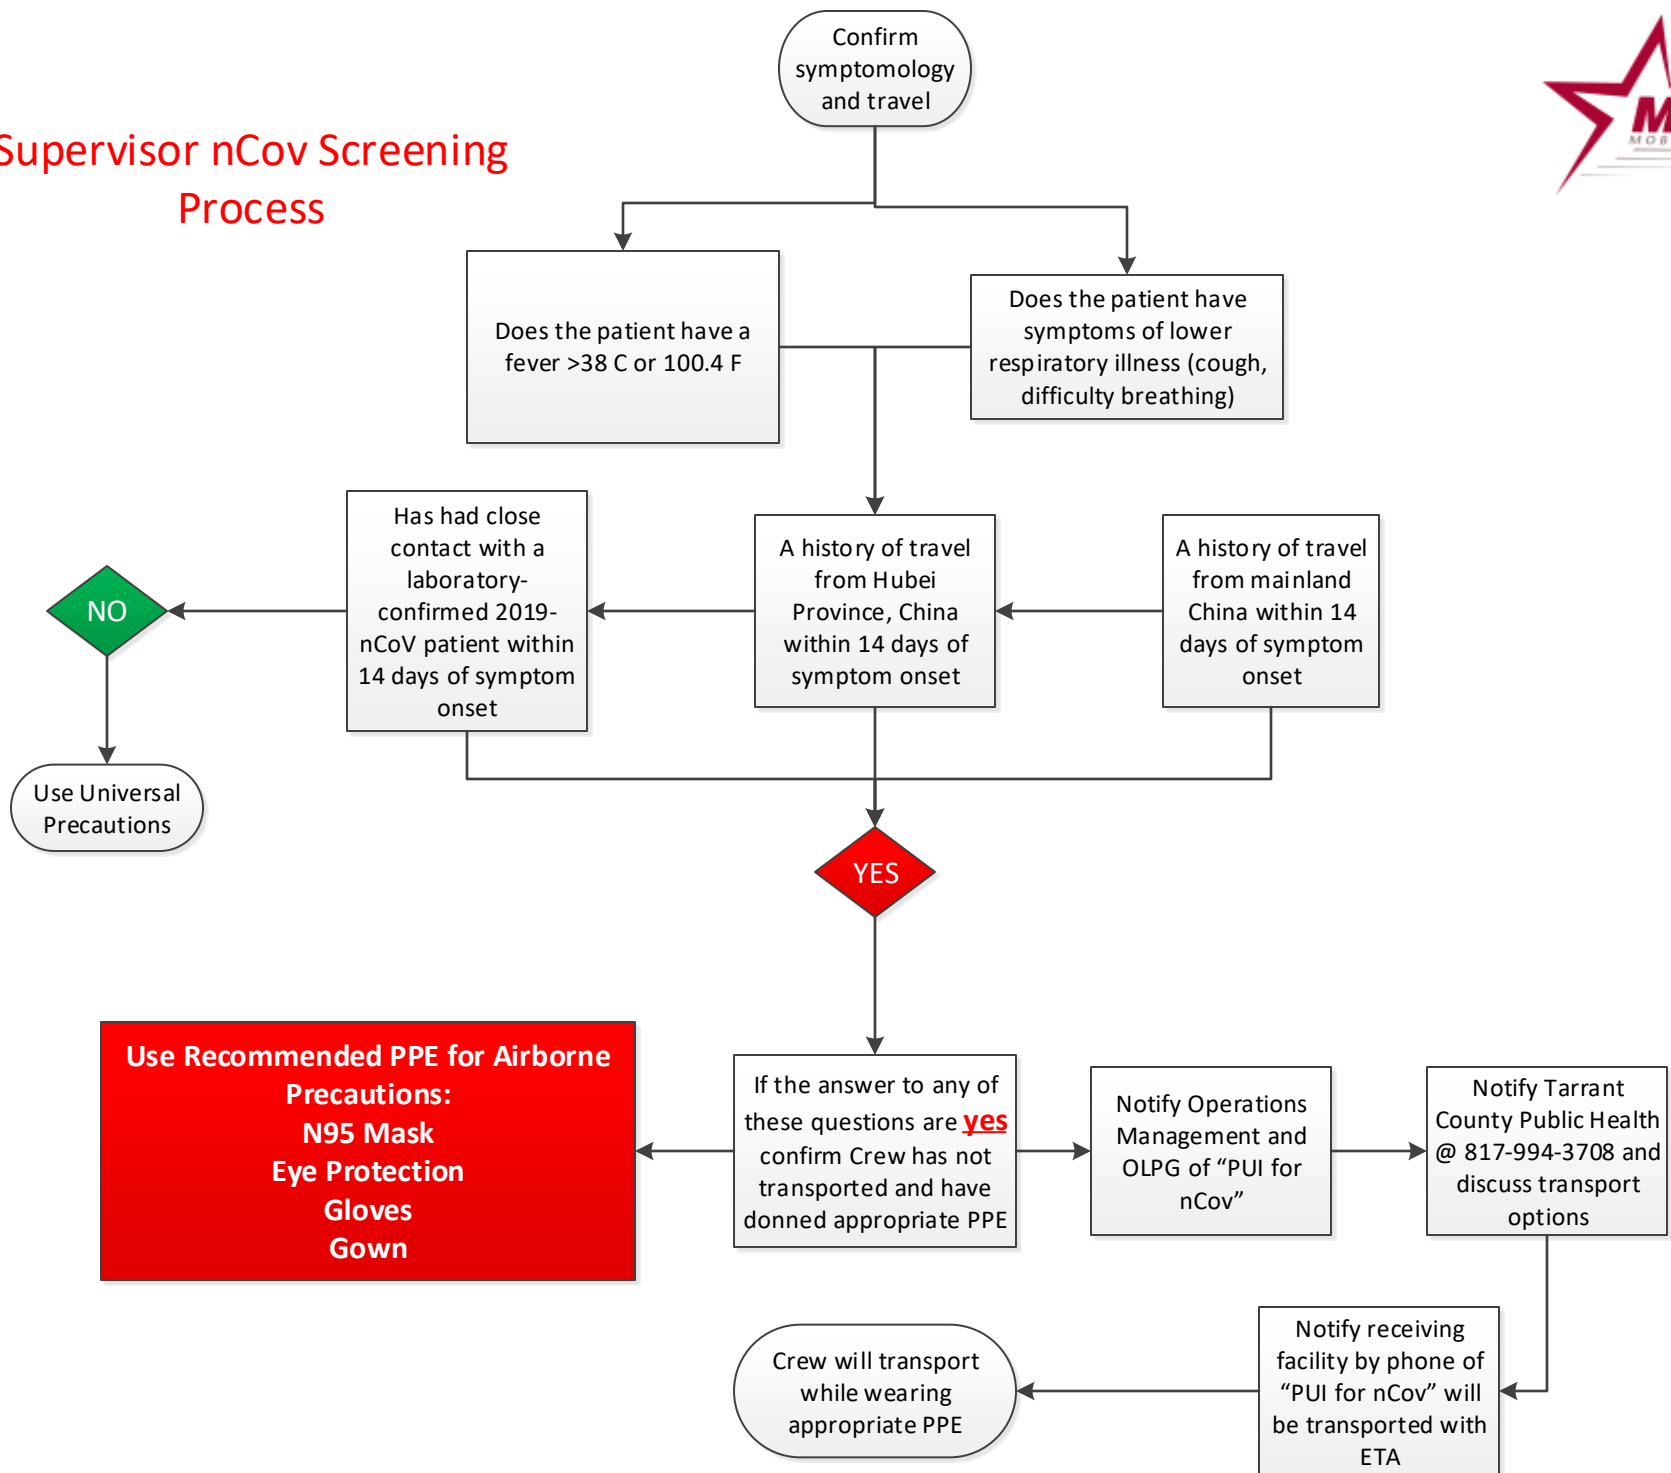 Confirm
symptomology
and travel
Supervisor nCov Screening
Process
M
MOB
Does the patient have a
fever >38 C or 100.4 F
Does the patient have
symptoms of lower
respiratory illness (cough,
difficulty breathing)
Has had close
contact with a
laboratory-
confirmed 2019-
nCoV patient within
14 days of symptom
onset
A history of travel
from Hubei
Province, China
within 14 days of
symptom onset
A history of travel
from mainland
China within 14
days of symptom
onset
NO
Use Universal
Precautions
YES
Use Recommended PPE for Airborne
Precautions:
N95 Mask
Eye Protection
Gloves
Gown
If the answer to any of
these questions are yes
confirm Crew has not
transported and have
donned appropriate PPE
Notify Operations
Management and
OLPG of “PUI for
nCov”
Notify Tarrant
County Public Health
@ 817-994-3708 and
discuss transport
options
Notify receiving
facility by phone of
“PUI for nCov” will
be transported with
ETA
Crew will transport
while wearing
appropriate PPE